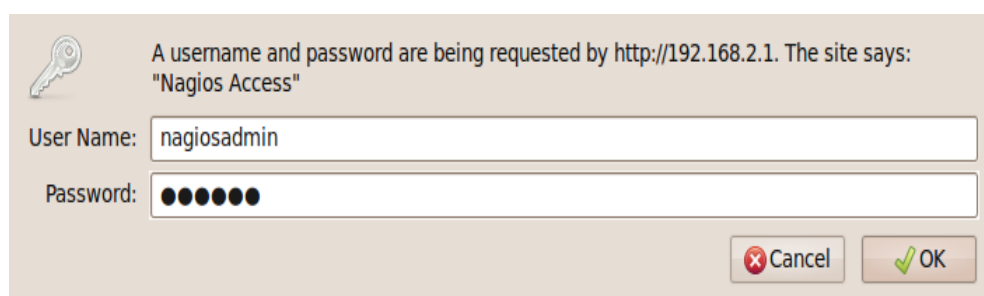 A username and password are being requested by http://192.168.2.1. The site says:
"Nagios Access"
User Name: nagiosadmin
Password: ●●●●●●
Cancel OK